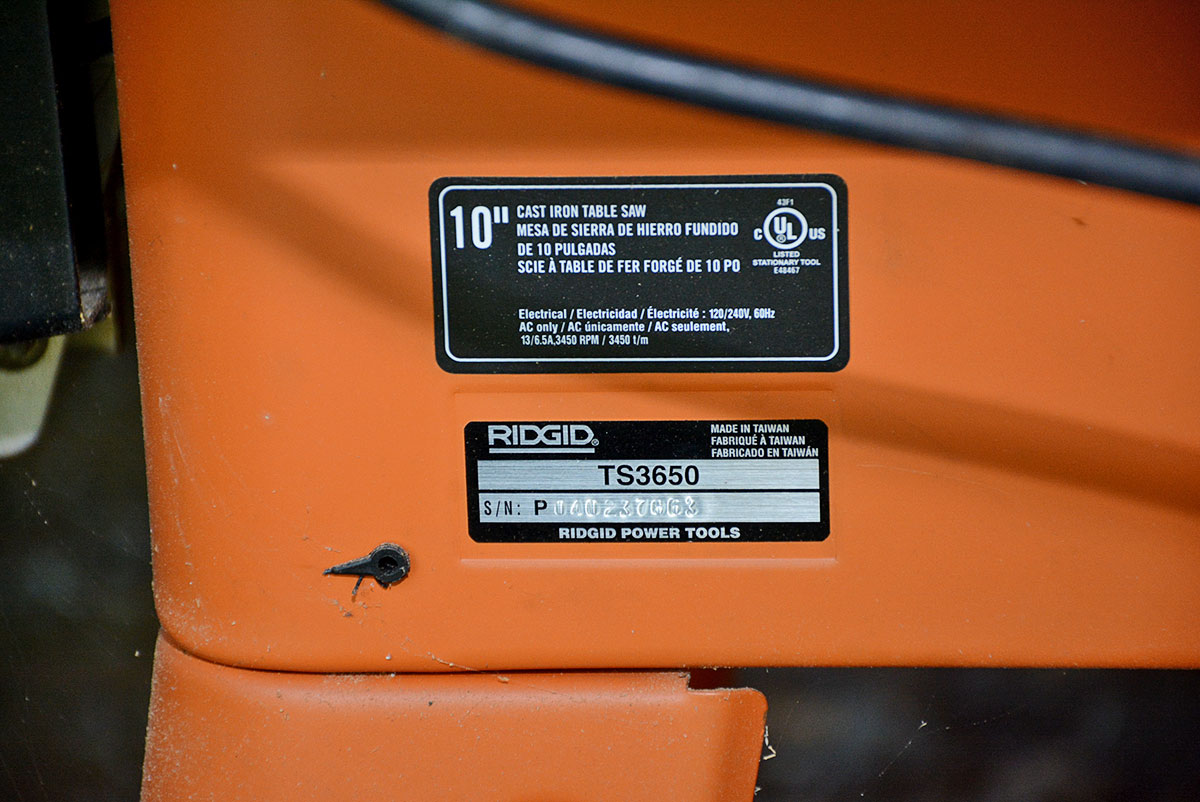 10"
CAST IRON TABLE SAW
MESA DE SIERRA DE HIERRO FUNDIDO
DE 10 PULGADAS
SCIE À TABLE DE FER FORGÉ DE 10 PO
43F1
C UL US
®
LISTED
STATIONARY TOOL
E48467
Electrical / Electricidad / Électricité : 120/240V, 60Hz
AC only / AC únicamente / AC seulement,
13/6.5A,3450 RPM / 3450 t/m
RIDGID®
MADE IN TAIWAN
FABRIQUÉ À TAIWAN
FABRICADO EN TAIWÁN
TS3650
S/N: P
RIDGID POWER TOOLS